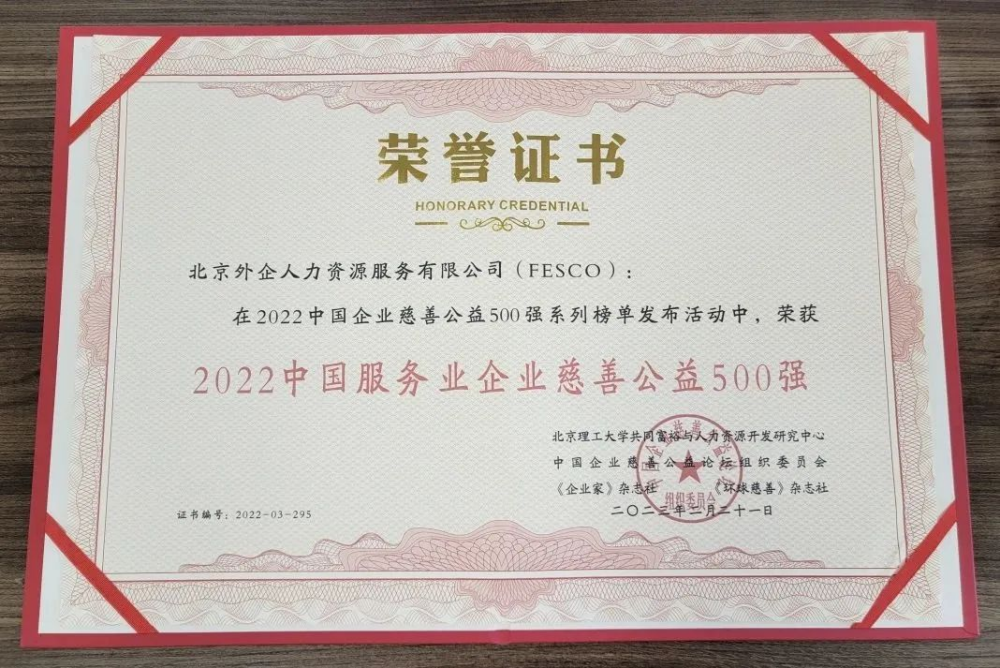 荣誉证书
HONORARY CREDENTIAL
北京外企人力资源服务有限公司（FESCO）：
在2022中国企业慈善公益500强系列榜单发布活动中，荣获
2022中国服务业企业慈善公益500强
北京理工大学共同富裕与人力资源开发研究中心
中国企业慈善公益论坛组织委员会
《企业家》杂志社 《环球慈善》杂志社
二〇二三年二月二十一日
证书编号：2022-03-295
组织委员会